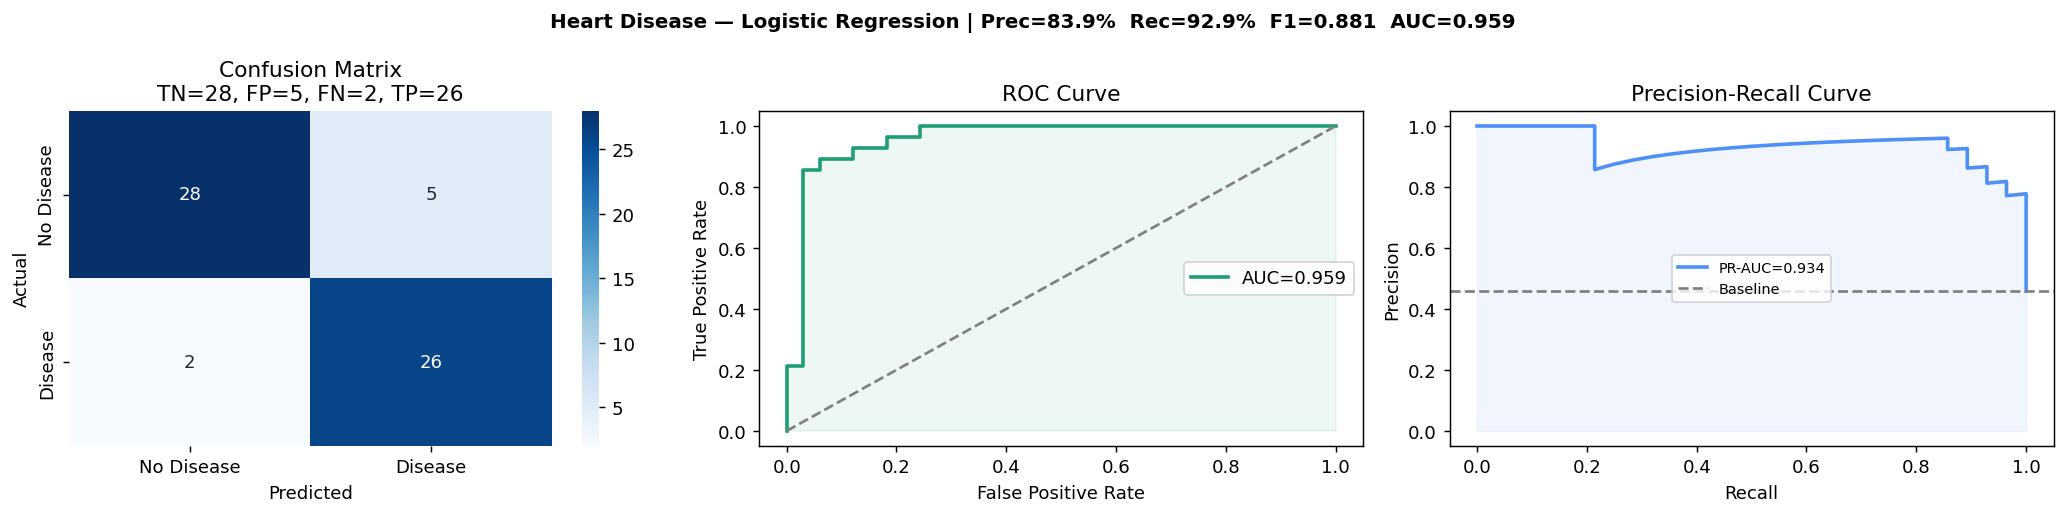 Heart Disease — Logistic Regression | Prec=83.9%  Rec=92.9%  F1=0.881  AUC=0.959
Confusion Matrix
TN=28, FP=5, FN=2, TP=26
Actual
No Disease
Disease
28
5
2
26
No Disease
Disease
Predicted
25
20
15
10
5
ROC Curve
True Positive Rate
1.0
0.8
0.6
0.4
0.2
0.0
AUC=0.959
0.0
0.2
0.4
0.6
0.8
1.0
False Positive Rate
Precision-Recall Curve
Precision
1.0
0.8
0.6
0.4
0.2
0.0
PR-AUC=0.934
Baseline
0.0
0.2
0.4
0.6
0.8
1.0
Recall